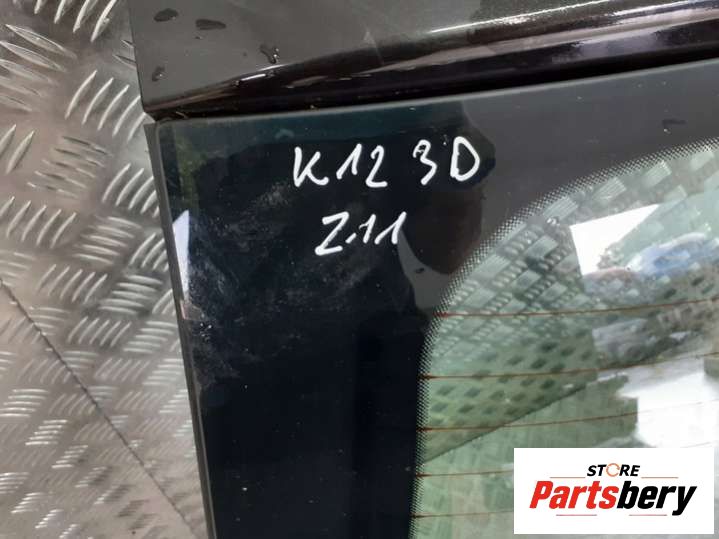 K12 3D
Z11
STORE
Partsbery